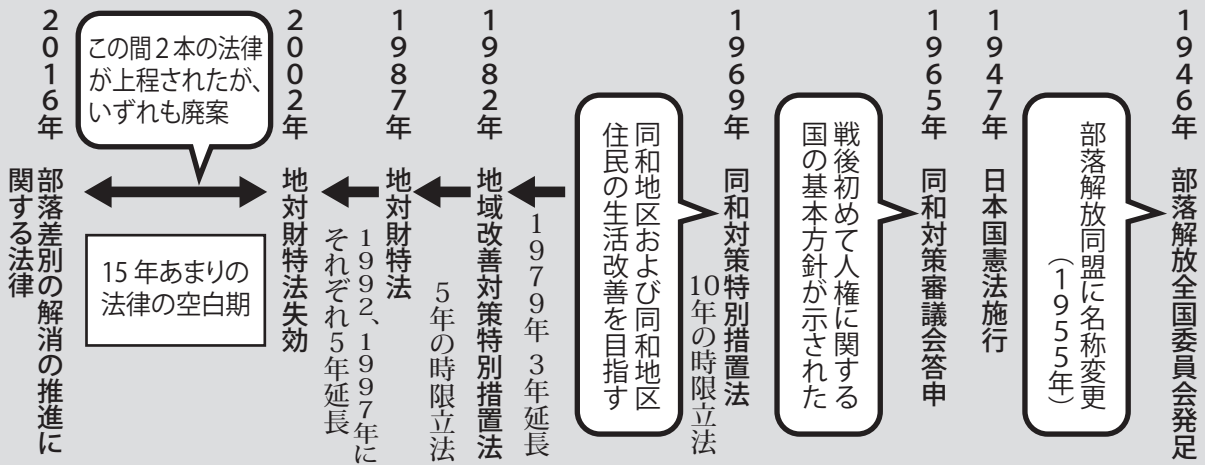 1946年　部落解放全国委員会発足
部落解放同盟に名称変更
（1955年）
1947年　日本国憲法施行
1965年　同和対策審議会答申
戦後初めて人権に関する
国の基本方針が示された
1969年　同和対策特別措置法
10年の時限立法
同和地区および同和地区
住民の生活改善を目指す
1979年 3年延長
1982年　地域改善対策特別措置法
5年の時限立法
1987年　地対財特法
1992、1997年に
それぞれ5年延長
2002年　地対財特法失効
この間2本の法律
が上程されたが、
いずれも廃案
15年あまりの
法律の空白期
2016年　部落差別の解消の推進に
関する法律